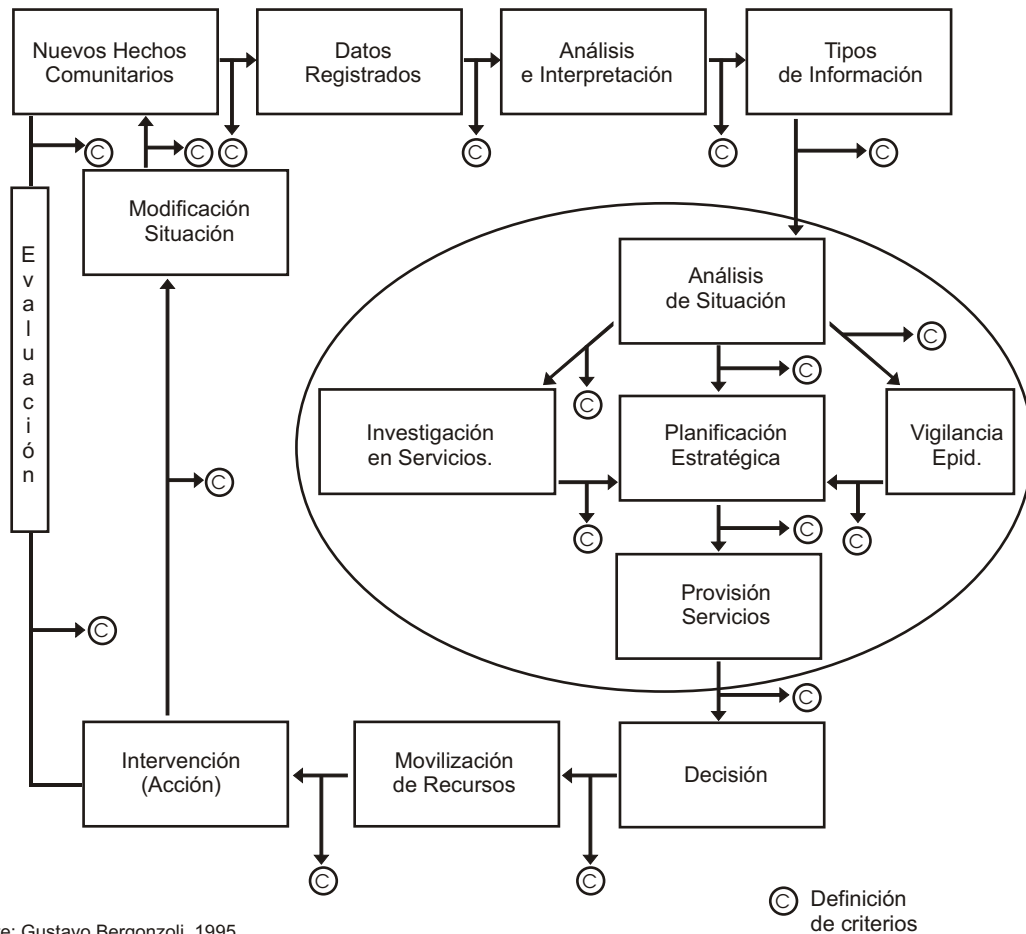 Nuevos Hechos
Comunitarios
Datos
Registrados
Análisis
e Interpretación
Tipos
de Información
C
C
C
C
C
C
Modificación
Situación
Evaluación
Análisis
de Situación
C
C
C
Investigación
en Servicios.
Planificación
Estratégica
Vigilancia
Epid.
C
C
C
C
Provisión
Servicios
C
C
Intervención
(Acción)
Movilización
de Recursos
Decisión
C
C
C Definición
de criterios
Gustavo Bergonzoli, 1995